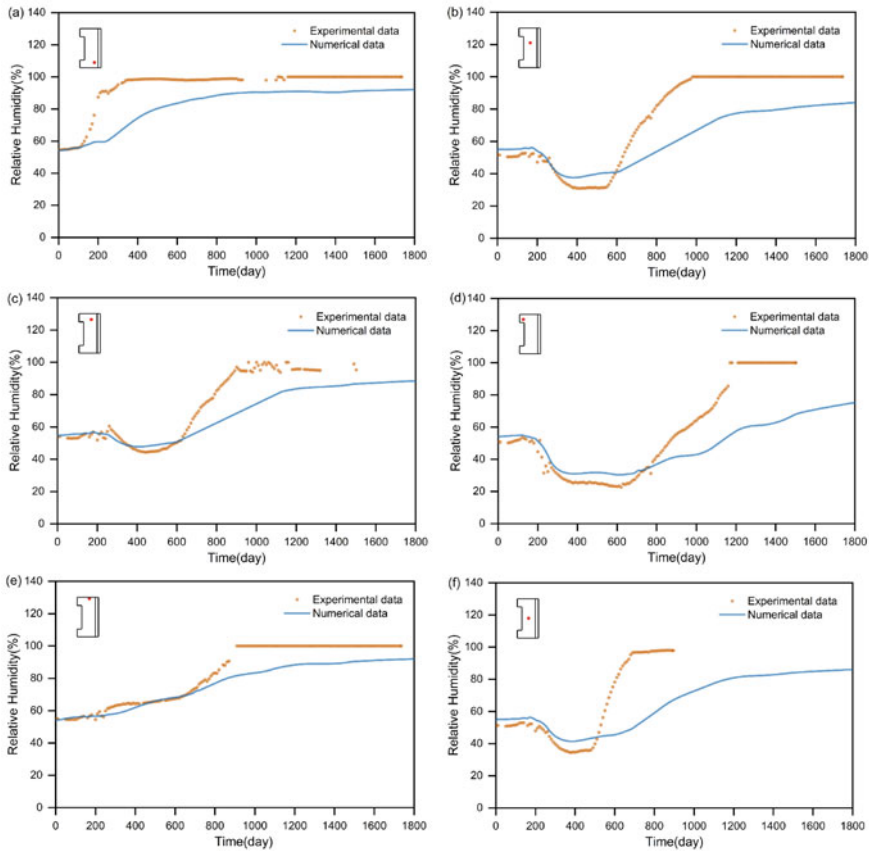 (a)
140
120
100
80
60
40
20
0
Relative Humidity(%)
Experimental data
Numerical data
0 200 400 600 800 1000 1200 1400 1600 1800
Time(day)
(b)
140
120
100
80
60
40
20
0
Relative Humidity(%)
Experimental data
Numerical data
0 200 400 600 800 1000 1200 1400 1600 1800
Time(day)
(c)
140
120
100
80
60
40
20
0
Relative Humidity(%)
Experimental data
Numerical data
0 200 400 600 800 1000 1200 1400 1600 1800
Time(day)
(d)
140
120
100
80
60
40
20
0
Relative Humidity(%)
Experimental data
Numerical data
0 200 400 600 800 1000 1200 1400 1600 1800
Time(day)
(e)
140
120
100
80
60
40
20
0
Relative Humidity(%)
Experimental data
Numerical data
0 200 400 600 800 1000 1200 1400 1600 1800
Time(day)
(f)
140
120
100
80
60
40
20
0
Relative Humidity(%)
Experimental data
Numerical data
0 200 400 600 800 1000 1200 1400 1600 1800
Time(day)